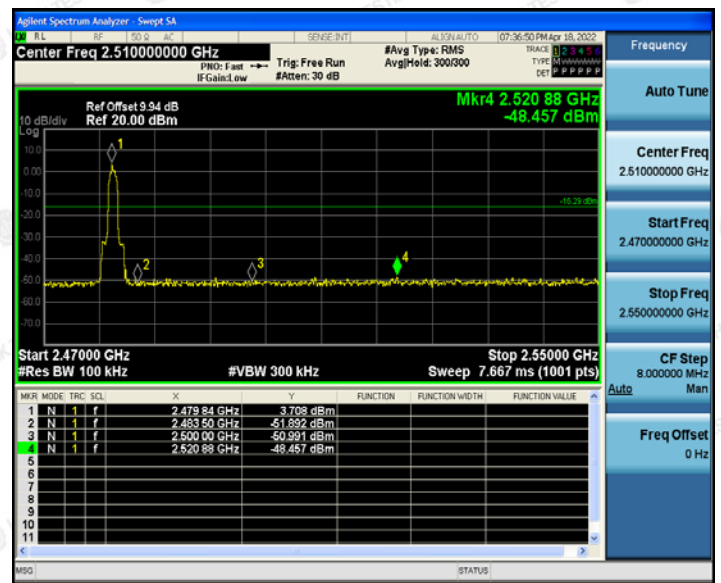 Agilent Spectrum Analyzer - Swept SA
RL RF 50 Ω AC SENSE:INT ALIGN AUTO 07:36:50 PM Apr 18, 2022
Center Freq 2.510000000 GHz
PNO: Fast
IFGain:Low
Trig: Free Run
#Atten: 30 dB
#Avg Type: RMS
Avg|Hold: 300/300
TRACE 1 2 3 4 5 6
TYPE M
DET P P P P P P
Ref Offset 9.94 dB
Ref 20.00 dBm
10 dB/div
Log
Mkr4 2.520 88 GHz
-48.457 dBm
10.0
0.00
-10.0
-20.0
-30.0
-40.0
-50.0
-60.0
-70.0
1
2
3
4
-16.29 dBm
Start 2.47000 GHz Stop 2.55000 GHz
#Res BW 100 kHz #VBW 300 kHz Sweep 7.667 ms (1001 pts)
MKR MODE TRC SCL X Y FUNCTION FUNCTION WIDTH FUNCTION VALUE
1 N 1 f 2.479 84 GHz 3.708 dBm
2 N 1 f 2.483 50 GHz -51.892 dBm
3 N 1 f 2.500 00 GHz -50.991 dBm
4 N 1 f 2.520 88 GHz -48.457 dBm
5
6
7
8
9
10
11
MSG STATUS
Frequency
Auto Tune
Center Freq
2.510000000 GHz
Start Freq
2.470000000 GHz
Stop Freq
2.550000000 GHz
CF Step
8.000000 MHz
Auto Man
Freq Offset
0 Hz